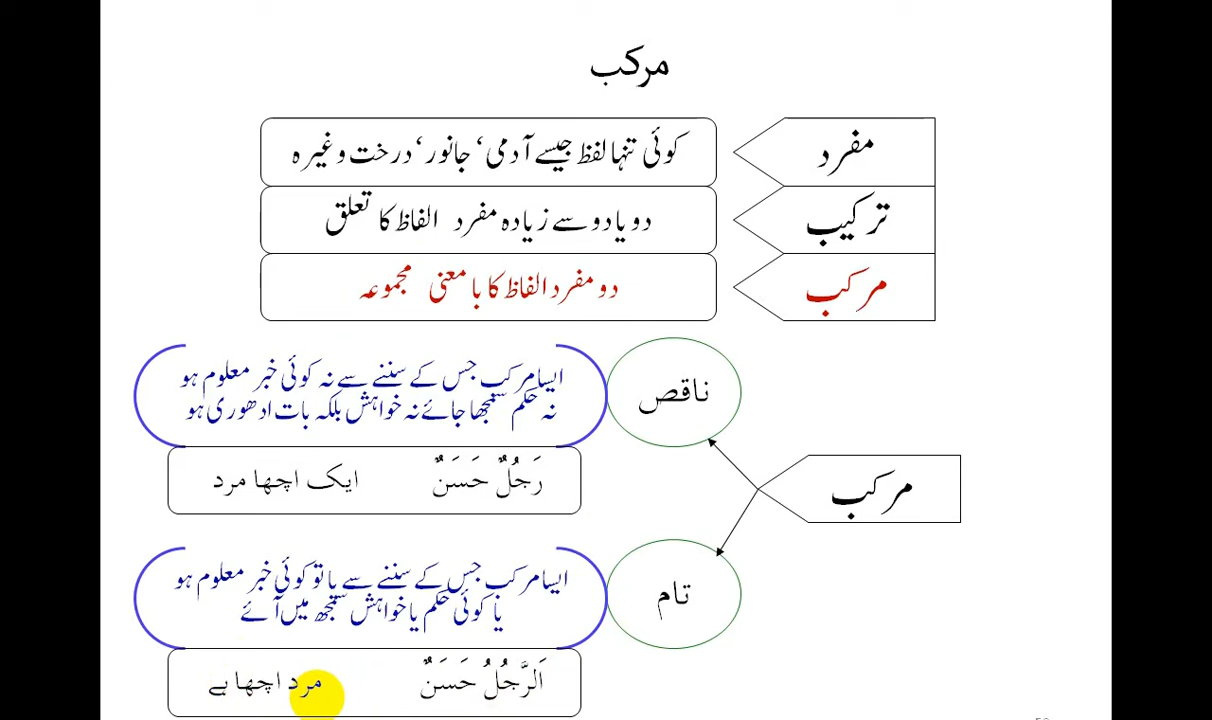 مرکب
مفرد
کوئی تنہا لفظ جیسے آدمی‘ جانور‘ درخت وغیرہ
ترکیب
دو یا دو سے زیادہ مفرد الفاظ کا تعلق
مرکب
دو مفرد الفاظ کا با معنی مجموعہ
مرکب
ناقص
ایسا مرکب جس کے سننے سے نہ کوئی خبر معلوم ہو
نہ حکم سمجھا جائے نہ خواہش بلکہ بات ادھوری ہو
رَجُلٌ حَسَنٌ ایک اچھا مرد
تام
ایسا مرکب جس کے سننے سے یا تو کوئی خبر معلوم ہو
یا کوئی حکم یا خواہش سمجھ میں آئے
اَلرَّجُلُ حَسَنٌ مرد اچھا ہے